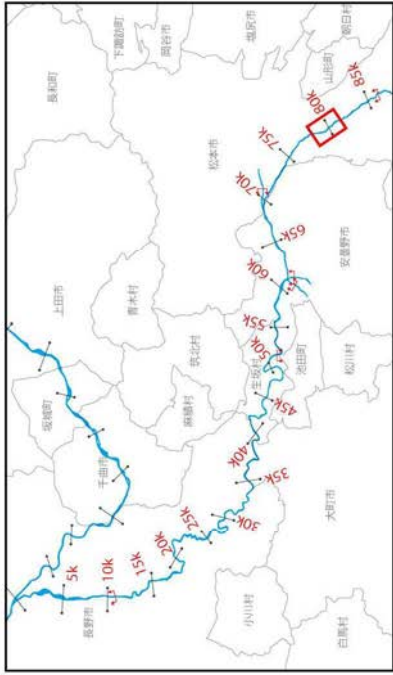 長和町
下諏訪町
岡谷市
塩尻市
朝日村
山形村
85k
80k
75k
松本市
上田市
青木村
70k
65k
60k
安曇野市
坂城町
筑北村
麻績村
55k
50k
生坂村
池田町
松川村
45k
千曲市
40k
35k
30k
大町市
25k
20k
15k
10k
5k
長野市
小川村
白馬村